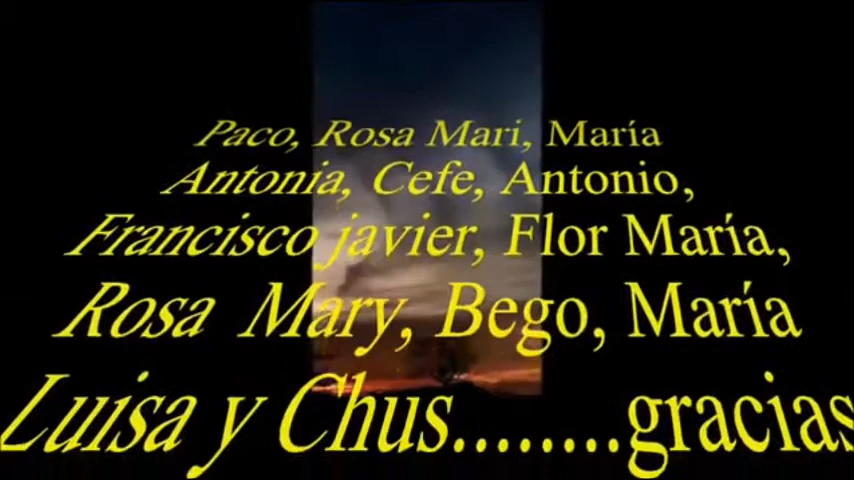 Paco, Rosa Mari, María
Antonia, Cefe, Antonio,
Francisco javier, Flor María,
Rosa Mary, Bego, María
Luisa y Chus........gracias